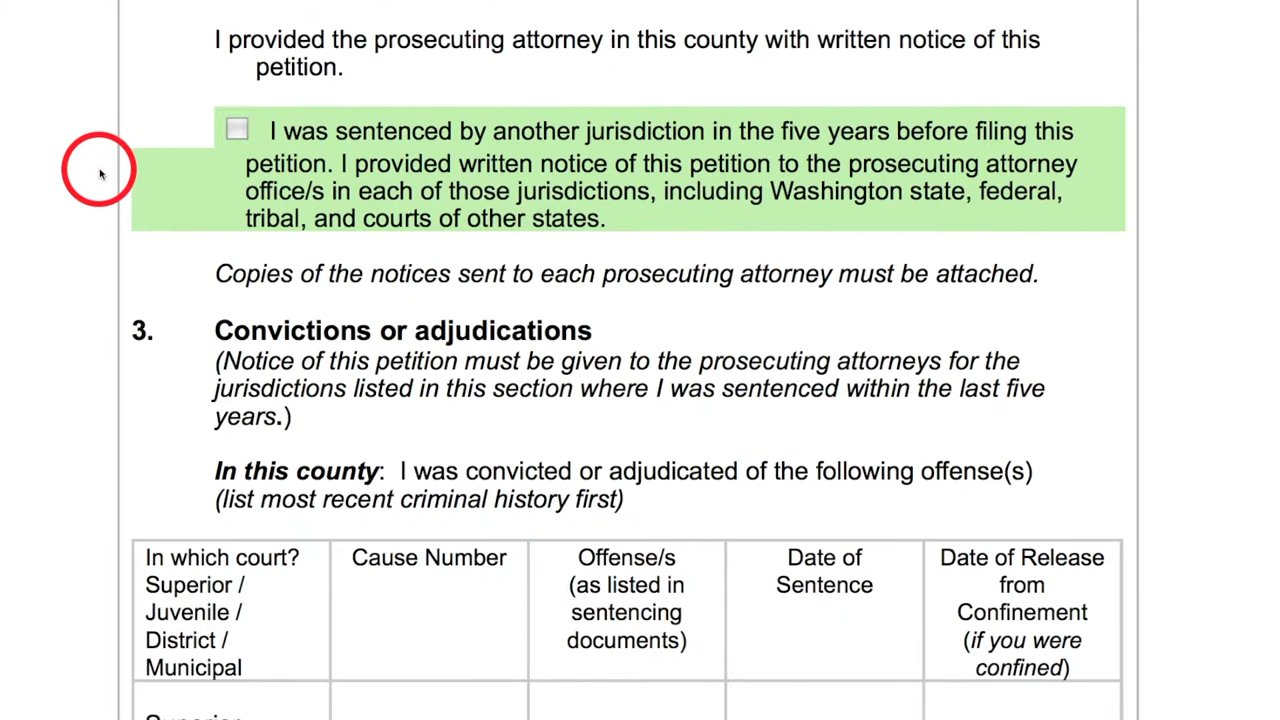 I provided the prosecuting attorney in this county with written notice of this
petition.
I was sentenced by another jurisdiction in the five years before filing this
petition. I provided written notice of this petition to the prosecuting attorney
office/s in each of those jurisdictions, including Washington state, federal,
tribal, and courts of other states.
Copies of the notices sent to each prosecuting attorney must be attached.
3. Convictions or adjudications
(Notice of this petition must be given to the prosecuting attorneys for the
jurisdictions listed in this section where I was sentenced within the last five
years.)
In this county: I was convicted or adjudicated of the following offense(s)
(list most recent criminal history first)
In which court?
Superior /
Juvenile /
District /
Municipal
Cause Number
Offense/s
(as listed in
sentencing
documents)
Date of
Sentence
Date of Release
from
Confinement
(if you were
confined)
Superior